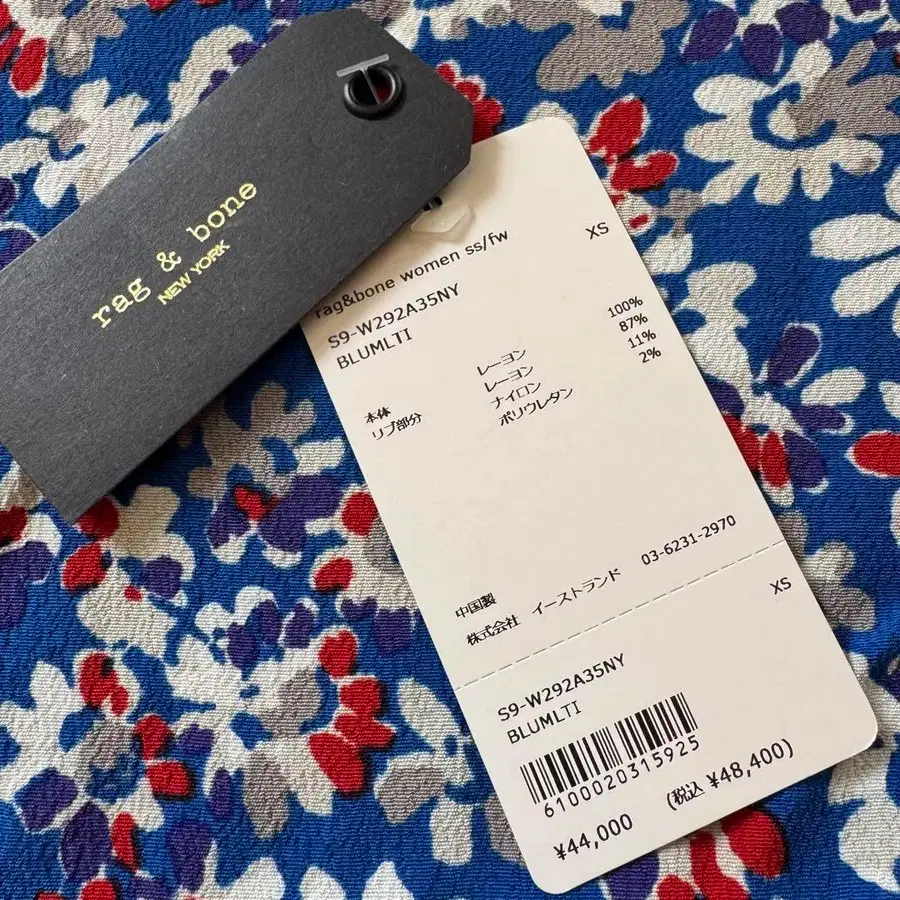 rag & bone
NEW YORK
rag&bone women ss/fw XS
S9-W292A35NY
BLUMLTI
本体 レーヨン 100%
リブ部分 レーヨン 87%
ナイロン 11%
ポリウレタン 2%
中国製
株式会社 イーストランド 03-6231-2970
XS
S9-W292A35NY
BLUMLTI
6100020315925
¥44,000 (税込 ¥48,400)